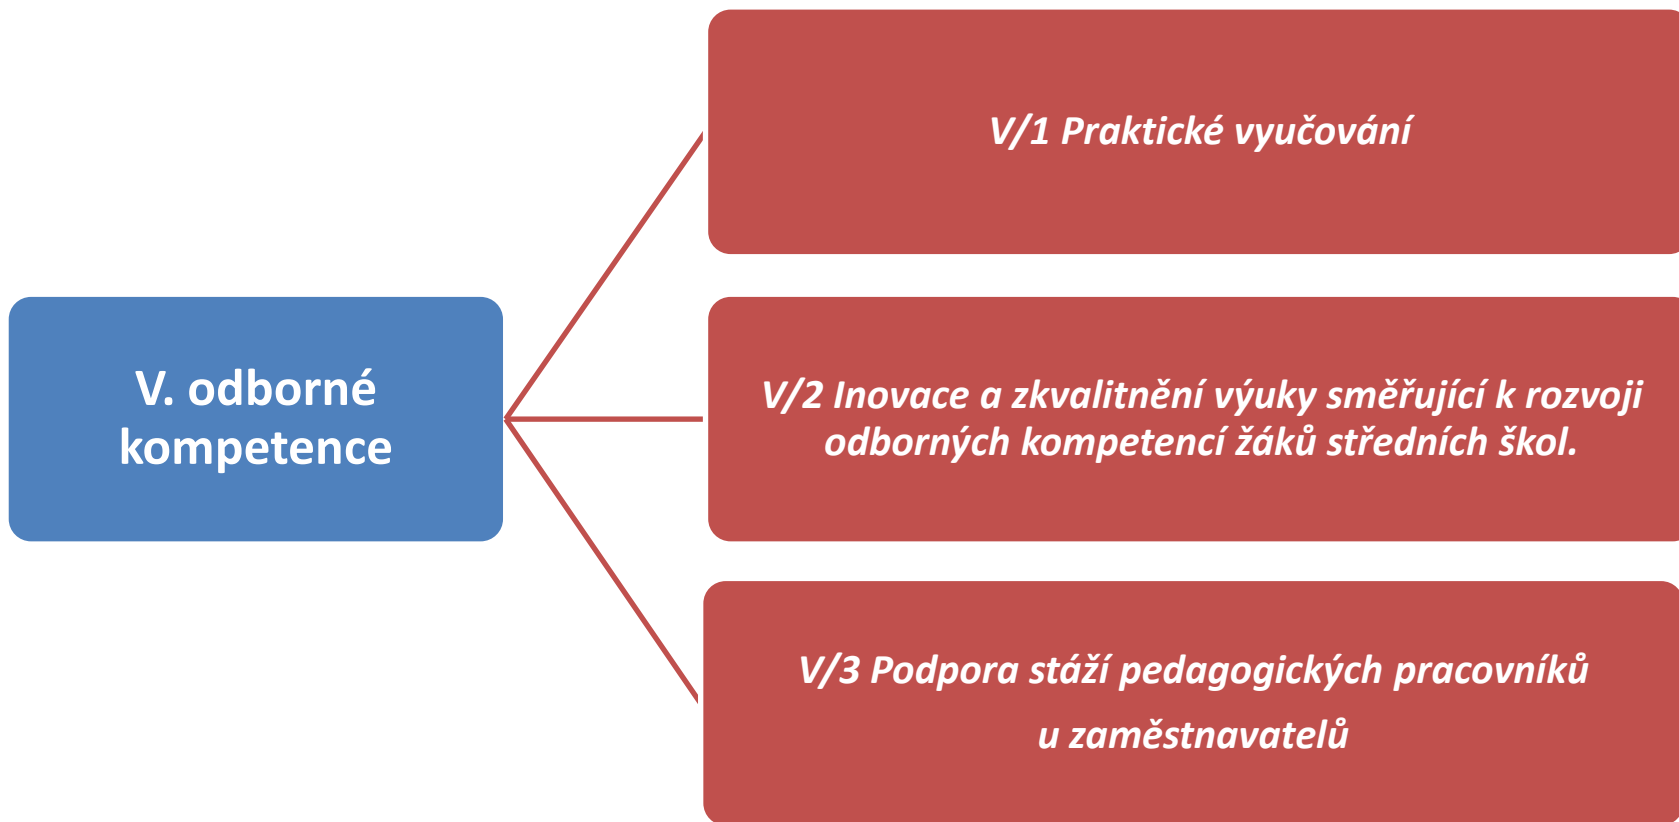 V/1 Praktické vyučování
V. odborné
kompetence
V/2 Inovace a zkvalitnění výuky směřující k rozvoji
odborných kompetencí žáků středních škol.
V/3 Podpora stáží pedagogických pracovníků
u zaměstnavatelů